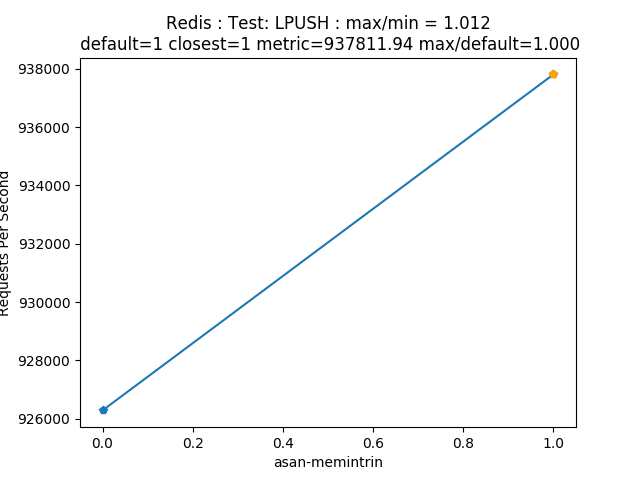 Redis : Test: LPUSH : max/min = 1.012
default=1 closest=1 metric=937811.94 max/default=1.000
938000
936000
934000
932000
930000
928000
926000
Requests Per Second
0.0 0.2 0.4 0.6 0.8 1.0
asan-memintrin